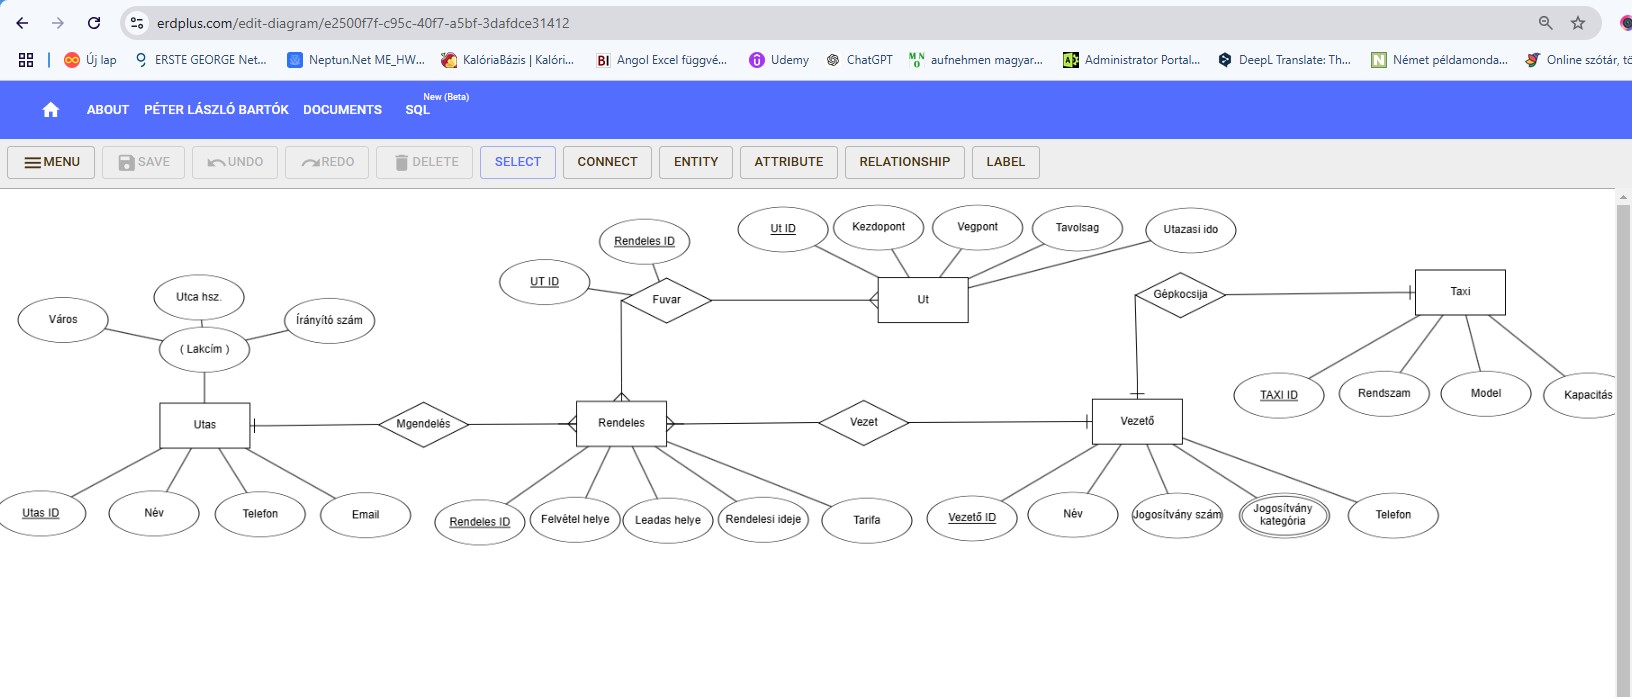 erdplus.com/edit-diagram/e2500f7f-c95c-40f7-a5bf-3dafdce31412
Új lap
ERSTE GEORGE Net...
Neptun.Net ME_HW...
KalóriaBázis | Kalóri...
BI
Angol Excel függvé...
Udemy
ChatGPT
MNO
aufnehmen magyar...
Administrator Portal...
DeepL Translate: Th...
N
Német példamonda...
Online szótár, tö
ABOUT
PÉTER LÁSZLÓ BARTÓK
DOCUMENTS
SQL
New (Beta)
MENU
SAVE
UNDO
REDO
DELETE
SELECT
CONNECT
ENTITY
ATTRIBUTE
RELATIONSHIP
LABEL
Ut ID
Kezdopont
Vegpont
Tavolsag
Utazasi ido
Rendeles ID
UT ID
Fuvar
Ut
Gépkocsija
Taxi
Utca hsz.
Város
Írányító szám
( Lakcím )
TAXI ID
Rendszam
Model
Kapacitás
Utas
Mgendelés
Rendeles
Vezet
Vezető
Utas ID
Név
Telefon
Email
Rendeles ID
Felvétel helye
Leadas helye
Rendelesi ideje
Tarifa
Vezető ID
Név
Jogosítvány szám
Jogosítvány
kategória
Telefon